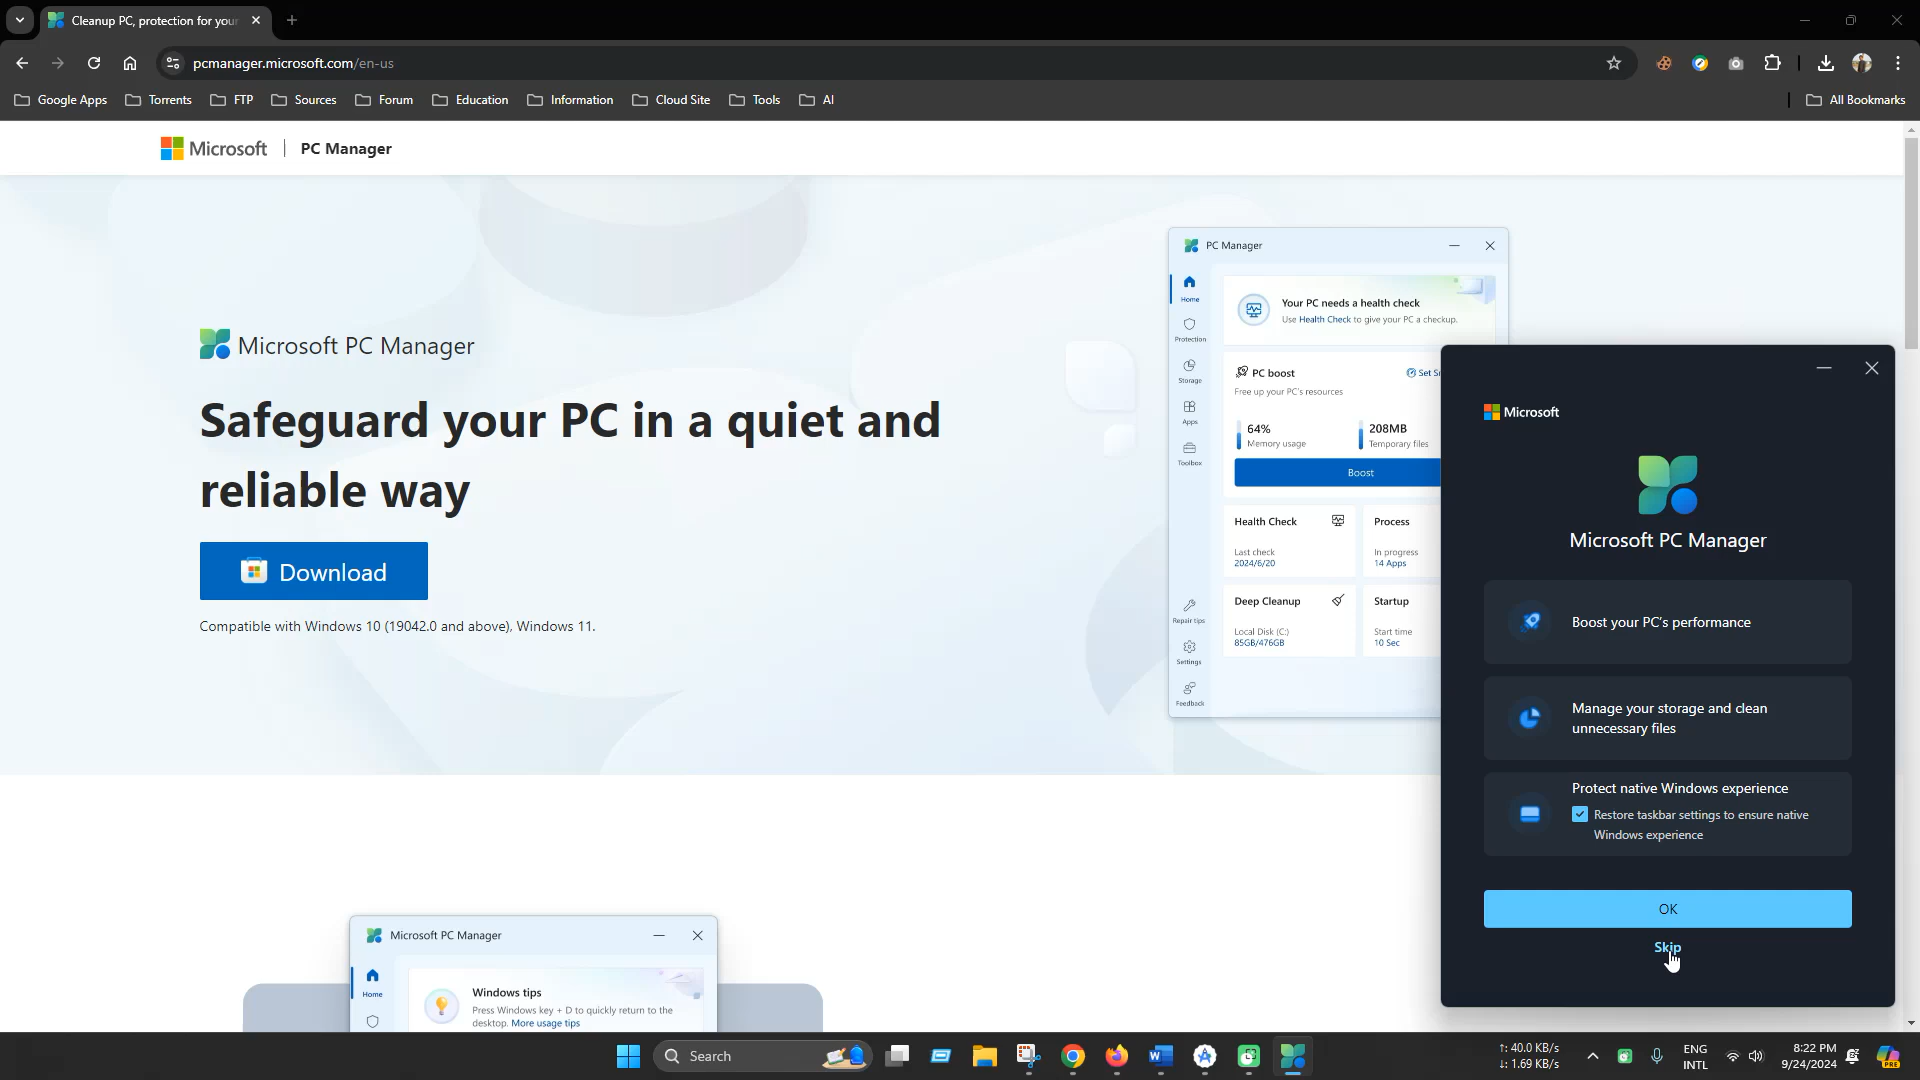 Cleanup PC, protection for your
pcmanager.microsoft.com/en-us
Google Apps
Torrents
FTP
Sources
Forum
Education
Information
Cloud Site
Tools
AI
All Bookmarks
Microsoft
PC Manager
Microsoft PC Manager
Safeguard your PC in a quiet and
reliable way
Download
Compatible with Windows 10 (19042.0 and above), Windows 11.
PC Manager
Home
Protection
Storage
Apps
Toolbox
Repair tips
Settings
Feedback
Your PC needs a health check
Use Health Check to give your PC a checkup.
PC boost
Set S
Free up your PC's resources
64%
Memory usage
208MB
Temporary files
Boost
Health Check
Last check
2024/6/20
Process
In progress
14 Apps
Deep Cleanup
Local Disk (C:)
85GB/476GB
Startup
Start time
10 Sec
Microsoft
Microsoft PC Manager
Boost your PC's performance
Manage your storage and clean
unnecessary files
Protect native Windows experience
Restore taskbar settings to ensure native
Windows experience
OK
Skip
Microsoft PC Manager
Home
Windows tips
Press Windows key + D to quickly return to the
desktop. More usage tips
Search
↑: 40.0 KB/s
↓: 1.69 KB/s
ENG
INTL
8:22 PM
9/24/2024
PRE